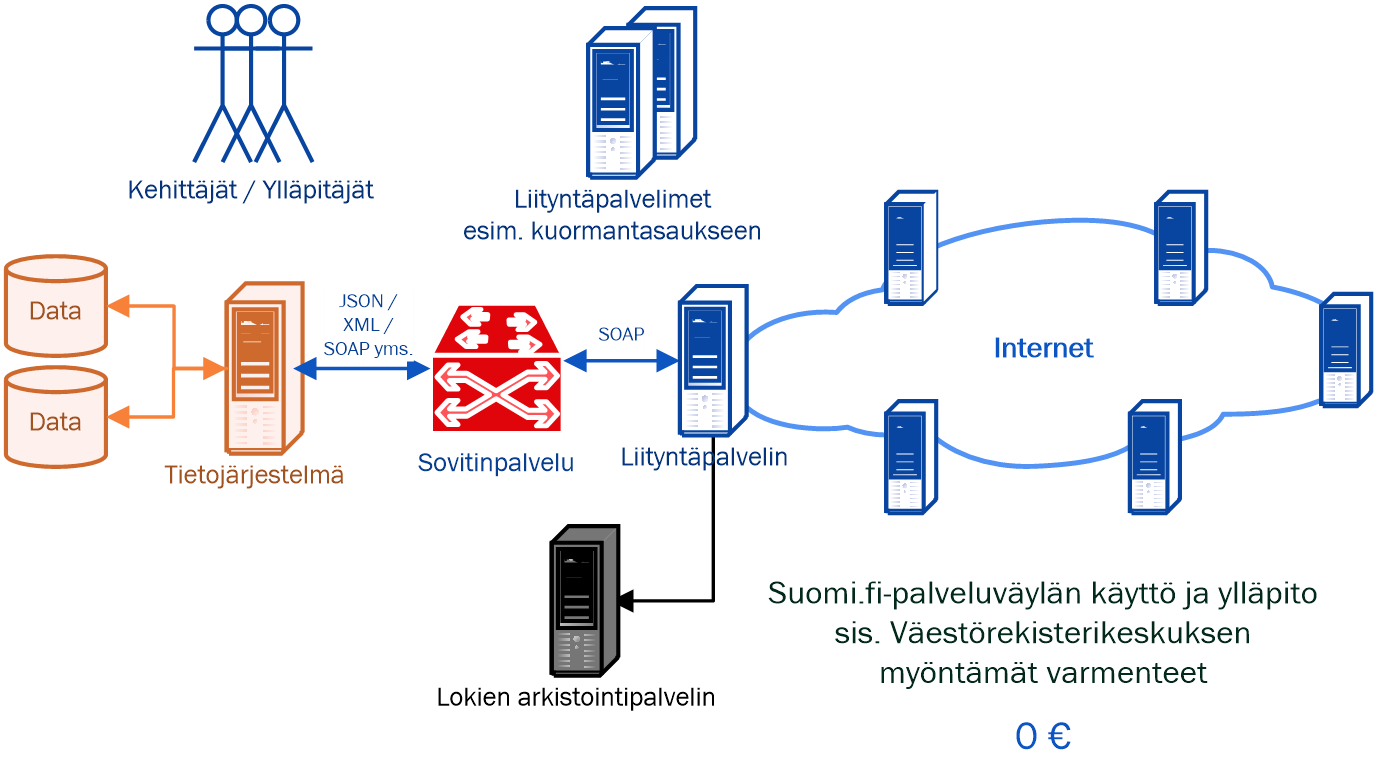 Kehittäjät / Ylläpitäjät
Liityntäpalvelimet
esim. kuormantasaukseen
Data
Data
Tietojärjestelmä
JSON /
XML /
SOAP yms.
Sovitinpalvelu
SOAP
Liityntäpalvelin
Internet
Lokien arkistointipalvelin
Suomi.fi-palveluväylän käyttö ja ylläpito
sis. Väestörekisterikeskuksen
myöntämät varmenteet
0 €